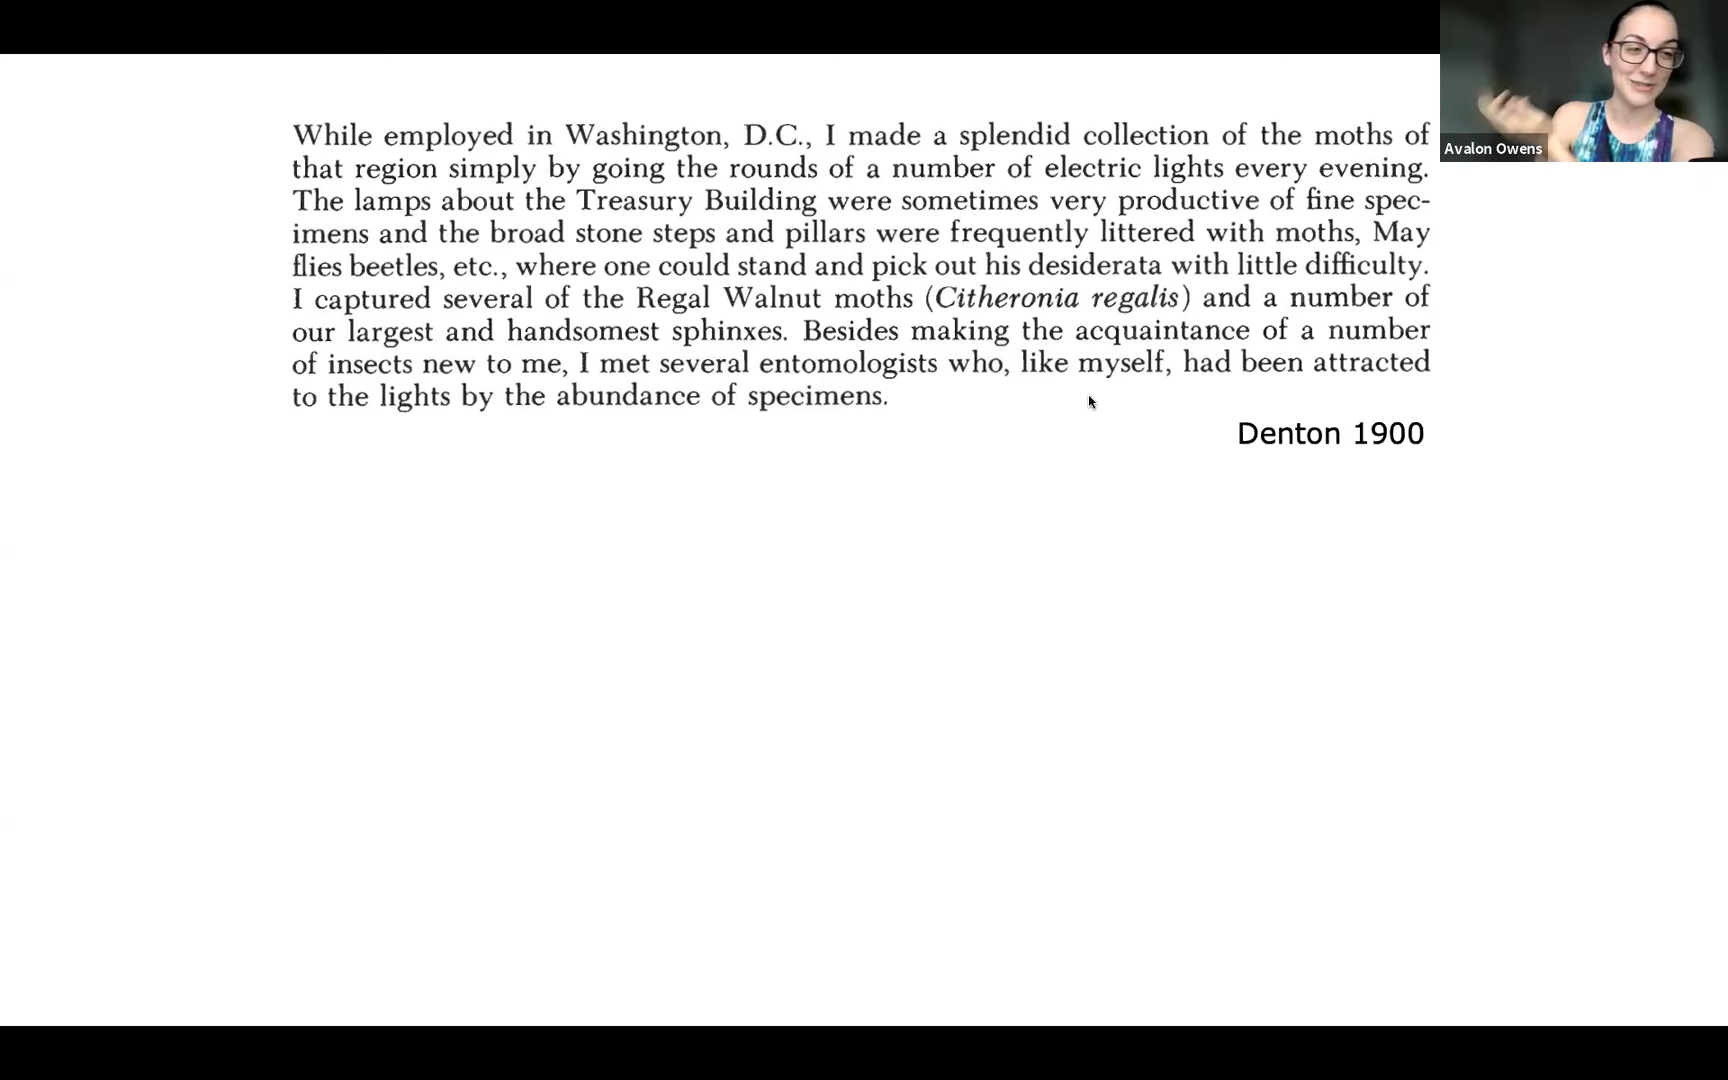 While employed in Washington, D.C., I made a splendid collection of the moths of
that region simply by going the rounds of a number of electric lights every evening.
The lamps about the Treasury Building were sometimes very productive of fine spec-
imens and the broad stone steps and pillars were frequently littered with moths, May
flies beetles, etc., where one could stand and pick out his desiderata with little difficulty.
I captured several of the Regal Walnut moths (Citheronia regalis) and a number of
our largest and handsomest sphinxes. Besides making the acquaintance of a number
of insects new to me, I met several entomologists who, like myself, had been attracted
to the lights by the abundance of specimens.
Denton 1900
Avalon Owens